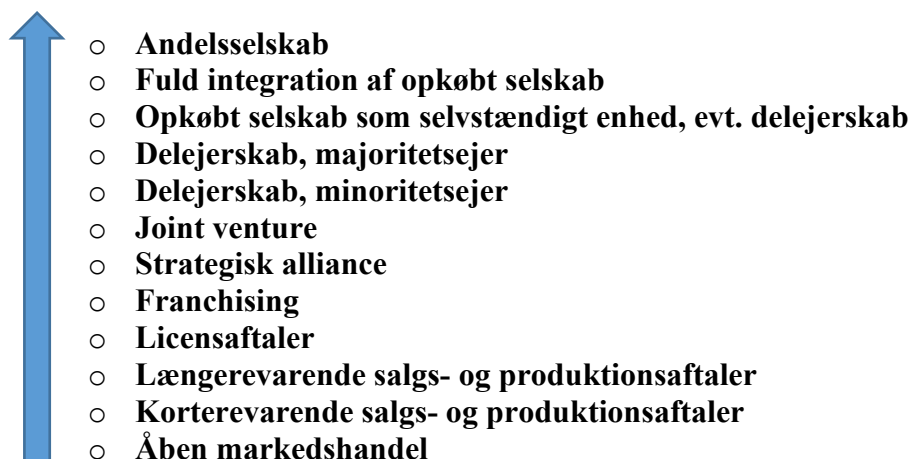 Andelsselskab
Fuld integration af opkøbt selskab
Opkøbt selskab som selvstændigt enhed, evt. delejerskab
Delejerskab, majoritetsejer
Delejerskab, minoritetsejer
Joint venture
Strategisk alliance
Franchising
Licensaftaler
Længerevarende salgs- og produktionsaftaler
Korterevarende salgs- og produktionsaftaler
Åben markedshandel